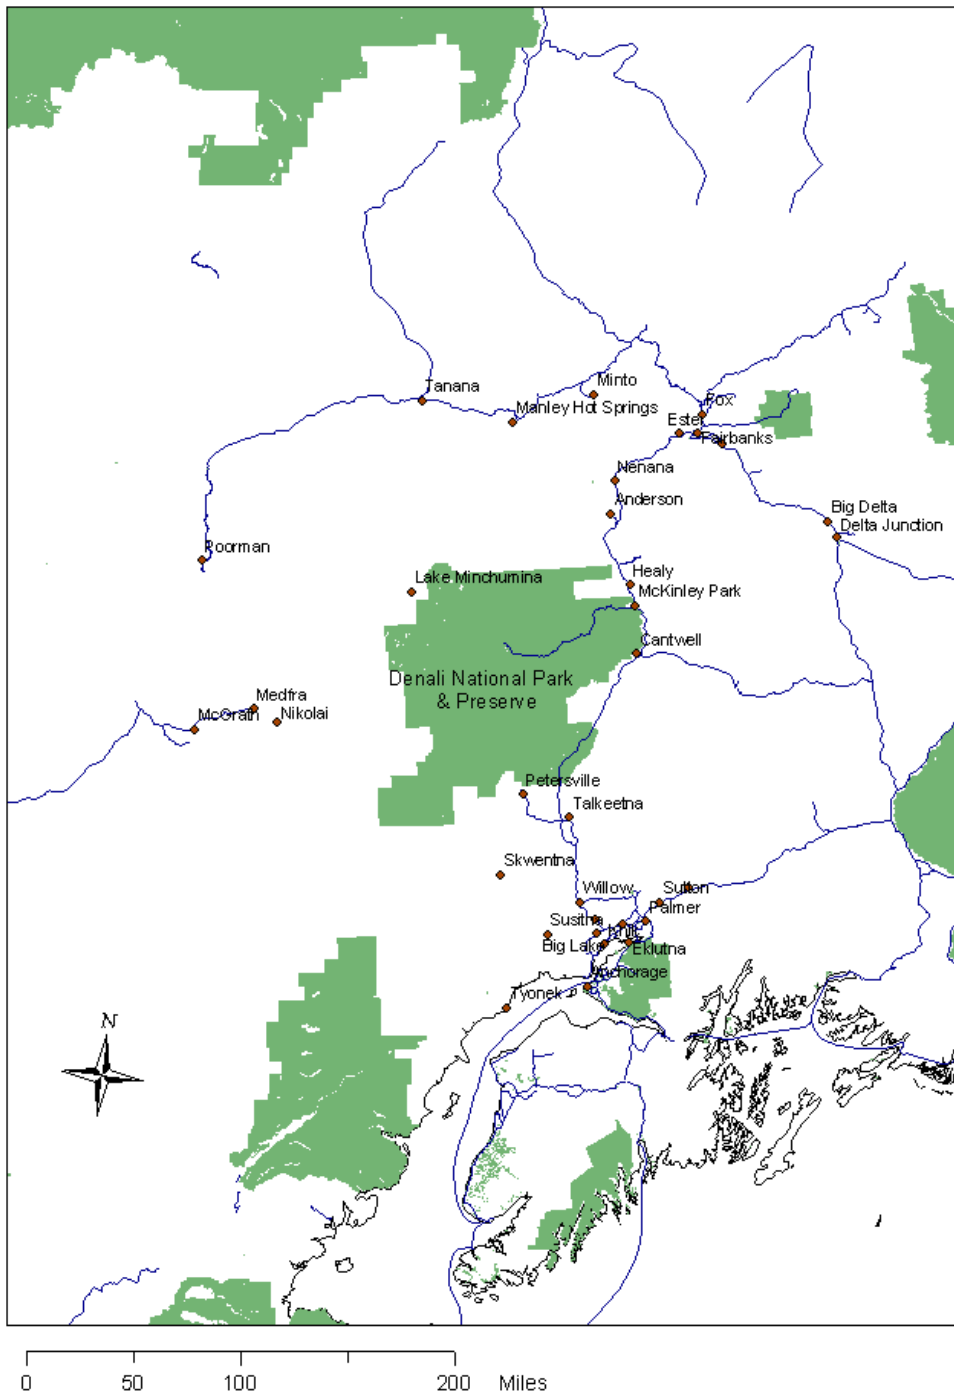 Tanana
Minto
Manley Hot Springs
Fox
Ester
Fairbanks
Nenana
Anderson
Big Delta
Delta Junction
Poorman
Lake Minchumina
Healy
McKinley Park
Cantwell
Denali National Park
& Preserve
Medfra
McGrath
Nikolai
Petersville
Talkeetna
Skwentna
Willow
Sutton
Palmer
Susitna
Knik
Big Lake
Eklutna
Anchorage
Tyonek
N
0 50 100 200 Miles